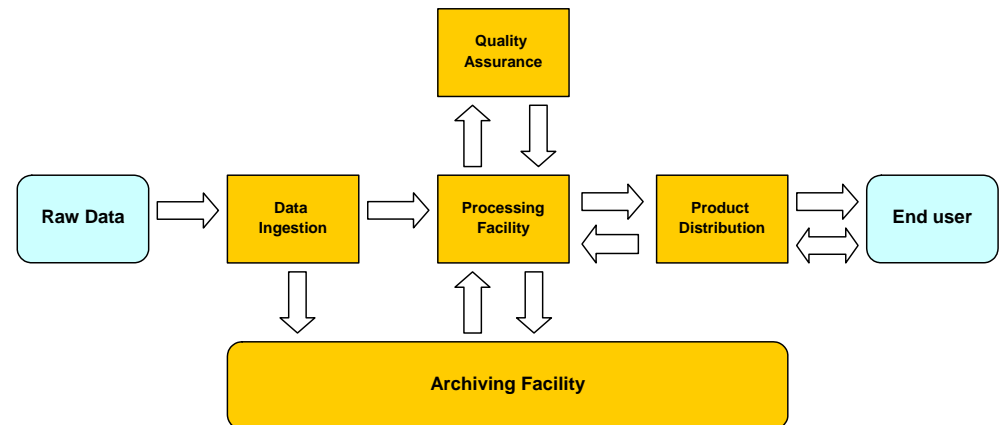 Quality
Assurance
Raw Data
Data
Ingestion
Processing
Facility
Product
Distribution
End user
Archiving Facility